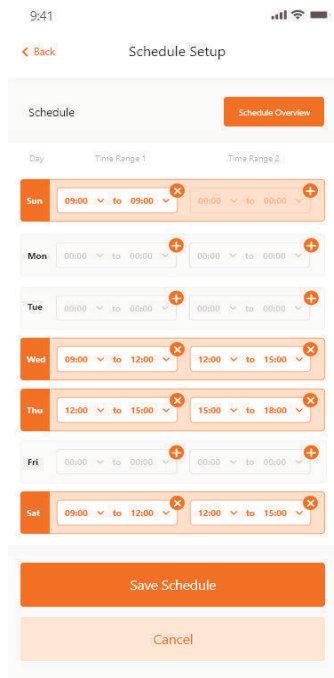 9:41
Back Schedule Setup
Schedule Schedule Overview
Day Time Range 1 Time Range 2
Sun 09:00 to 09:00 00:00 to 00:00
Mon 00:00 to 00:00 00:00 to 00:00
Tue 00:00 to 00:00 00:00 to 00:00
Wed 09:00 to 12:00 12:00 to 15:00
Thu 12:00 to 15:00 15:00 to 18:00
Fri 00:00 to 00:00 00:00 to 00:00
Sat 09:00 to 12:00 12:00 to 15:00
Save Schedule
Cancel